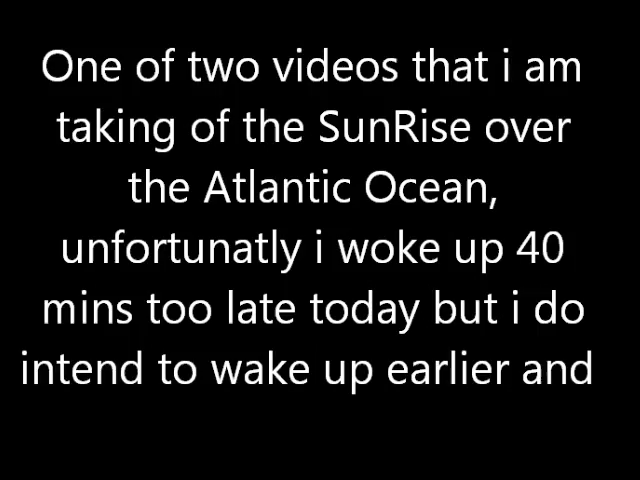 One of two videos that i am
taking of the SunRise over
the Atlantic Ocean,
unfortunatly i woke up 40
mins too late today but i do
intend to wake up earlier and